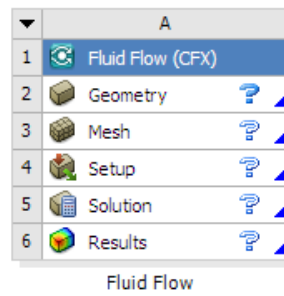 A
1 Fluid Flow (CFX)
2 Geometry ?
3 Mesh ?
4 Setup ?
5 Solution ?
6 Results ?
Fluid Flow